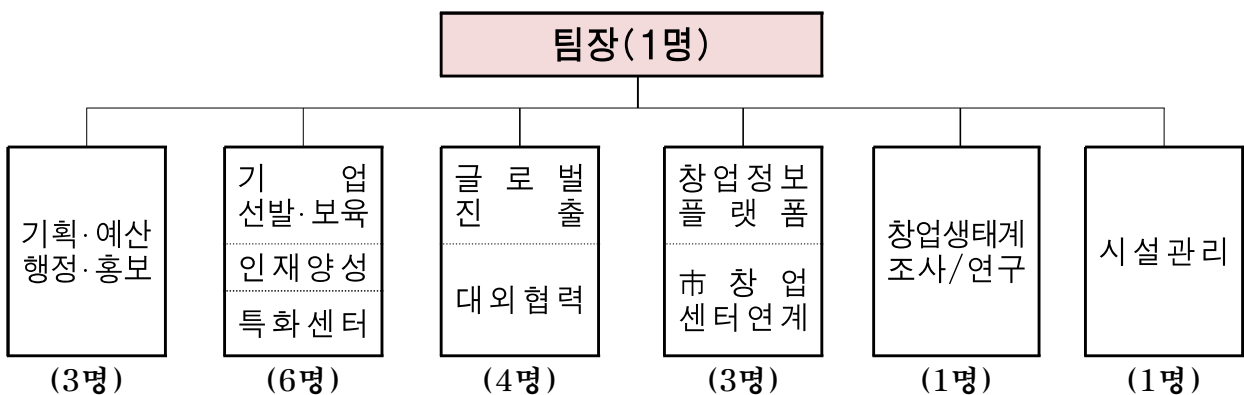 팀장(1명)
기획·예산
행정·홍보
(3명)
기 업
선발·보육
인재양성
특화센터
(6명)
글로벌
진 출
대외협력
(4명)
창업정보
플랫폼
市 창업
센터연계
(3명)
창업생태계
조사/연구
(1명)
시설관리
(1명)